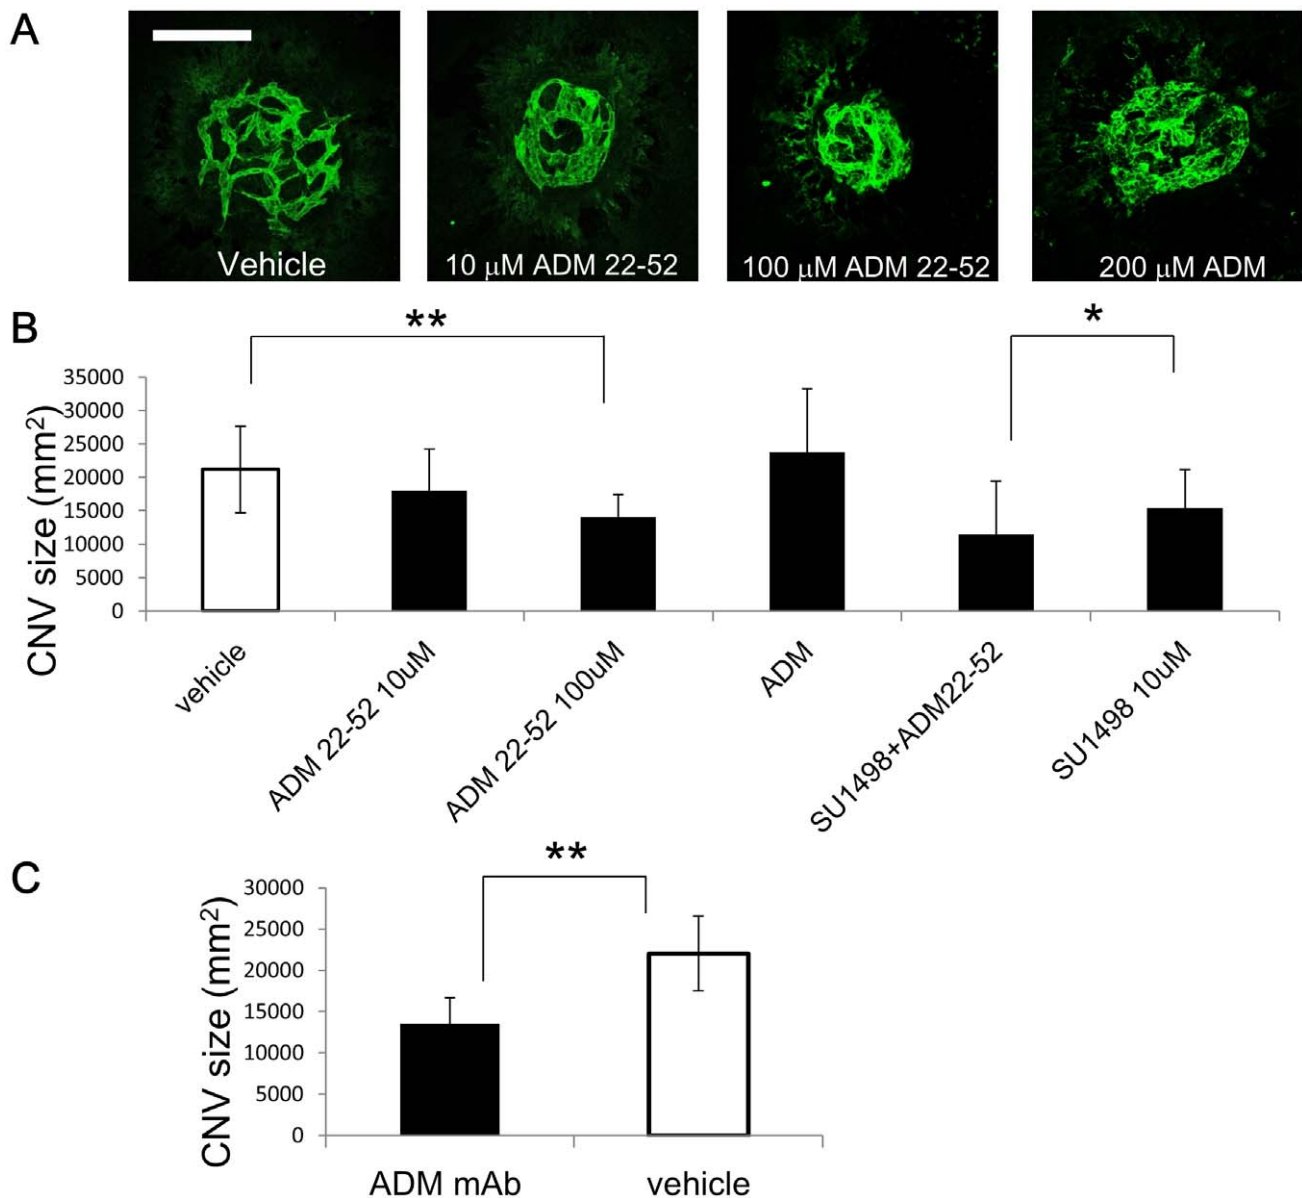 A
Vehicle
10 μM ADM 22-52
100 μM ADM 22-52
200 μM ADM
B
**
*
CNV size (mm²)
35000
30000
25000
20000
15000
10000
5000
0
vehicle
ADM 22-52 10uM
ADM 22-52 100uM
ADM
SU1498+ADM22-52
SU1498 10uM
C
**
CNV size (mm²)
30000
25000
20000
15000
10000
5000
0
ADM mAb
vehicle